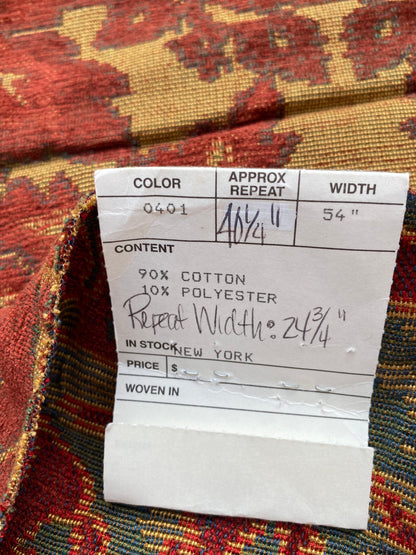 COLOR APPROX REPEAT WIDTH
0401 40 1/4" 54"
CONTENT
90% COTTON
10% POLYESTER
Repeat Width: 24 3/4"
IN STOCK NEW YORK
PRICE $
WOVEN IN